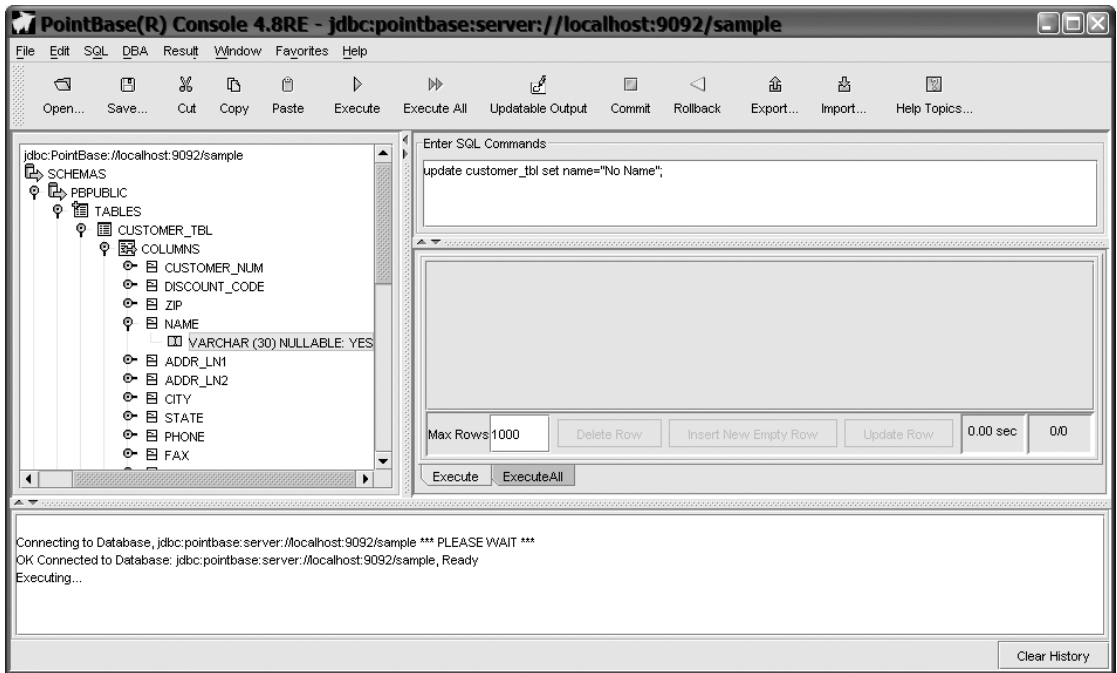 PointBase(R) Console 4.8RE - jdbc:pointbase:server://localhost:9092/sample
File Edit SQL DBA Result Window Favorites Help
Open... Save... Cut Copy Paste Execute Execute All Updatable Output Commit Rollback Export... Import... Help Topics...
jdbc:PointBase://localhost:9092/sample
SCHEMAS
PBPUBLIC
TABLES
CUSTOMER_TBL
COLUMNS
CUSTOMER_NUM
DISCOUNT_CODE
ZIP
NAME
VARCHAR (30) NULLABLE: YES
ADDR_LN1
ADDR_LN2
CITY
STATE
PHONE
FAX
Enter SQL Commands
update customer_tbl set name="No Name";
Max Rows 1000 Delete Row Insert New Empty Row Update Row 0.00 sec 0/0
Execute ExecuteAll
Connecting to Database, jdbc:pointbase:server://localhost:9092/sample *** PLEASE WAIT ***
OK Connected to Database: jdbc:pointbase:server://localhost:9092/sample, Ready
Executing...
Clear History